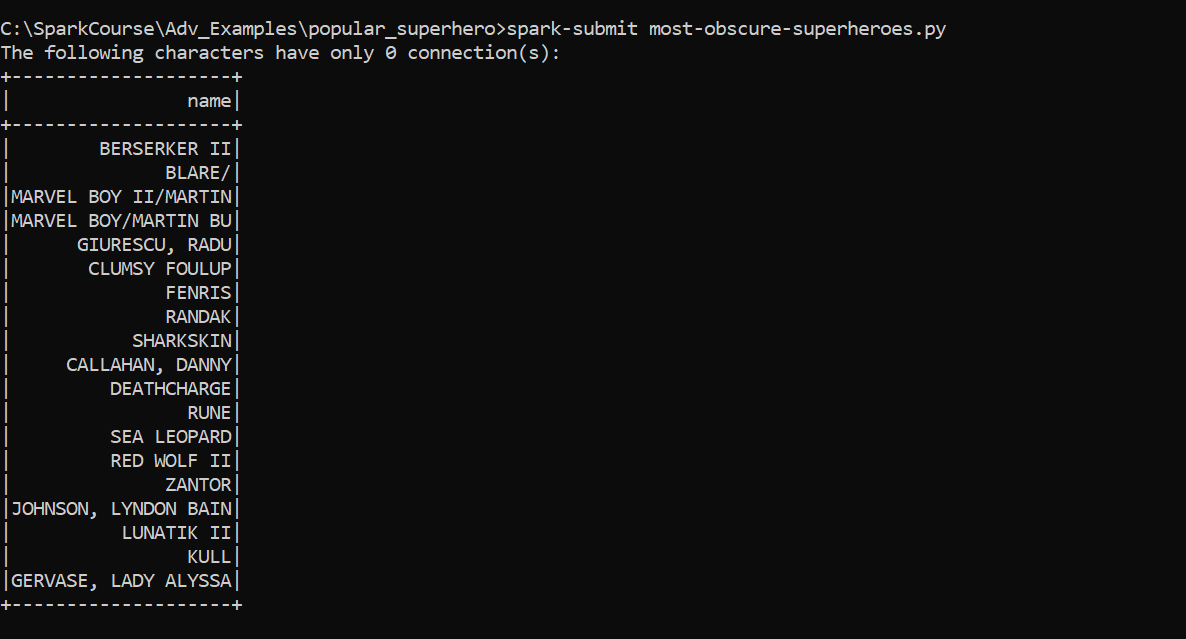 C:\SparkCourse\Adv_Examples\popular_superhero>spark-submit most-obscure-superheroes.py
The following characters have only 0 connection(s):
+--------------------+
|                name|
+--------------------+
|        BERSERKER II|
|              BLARE/|
|MARVEL BOY II/MARTIN|
|MARVEL BOY/MARTIN BU|
|      GIURESCU, RADU|
|       CLUMSY FOULUP|
|              FENRIS|
|              RANDAK|
|           SHARKSKIN|
|     CALLAHAN, DANNY|
|         DEATHCHARGE|
|                RUNE|
|         SEA LEOPARD|
|         RED WOLF II|
|              ZANTOR|
|JOHNSON, LYNDON BAIN|
|          LUNATIK II|
|                KULL|
|GERVASE, LADY ALYSSA|
+--------------------+